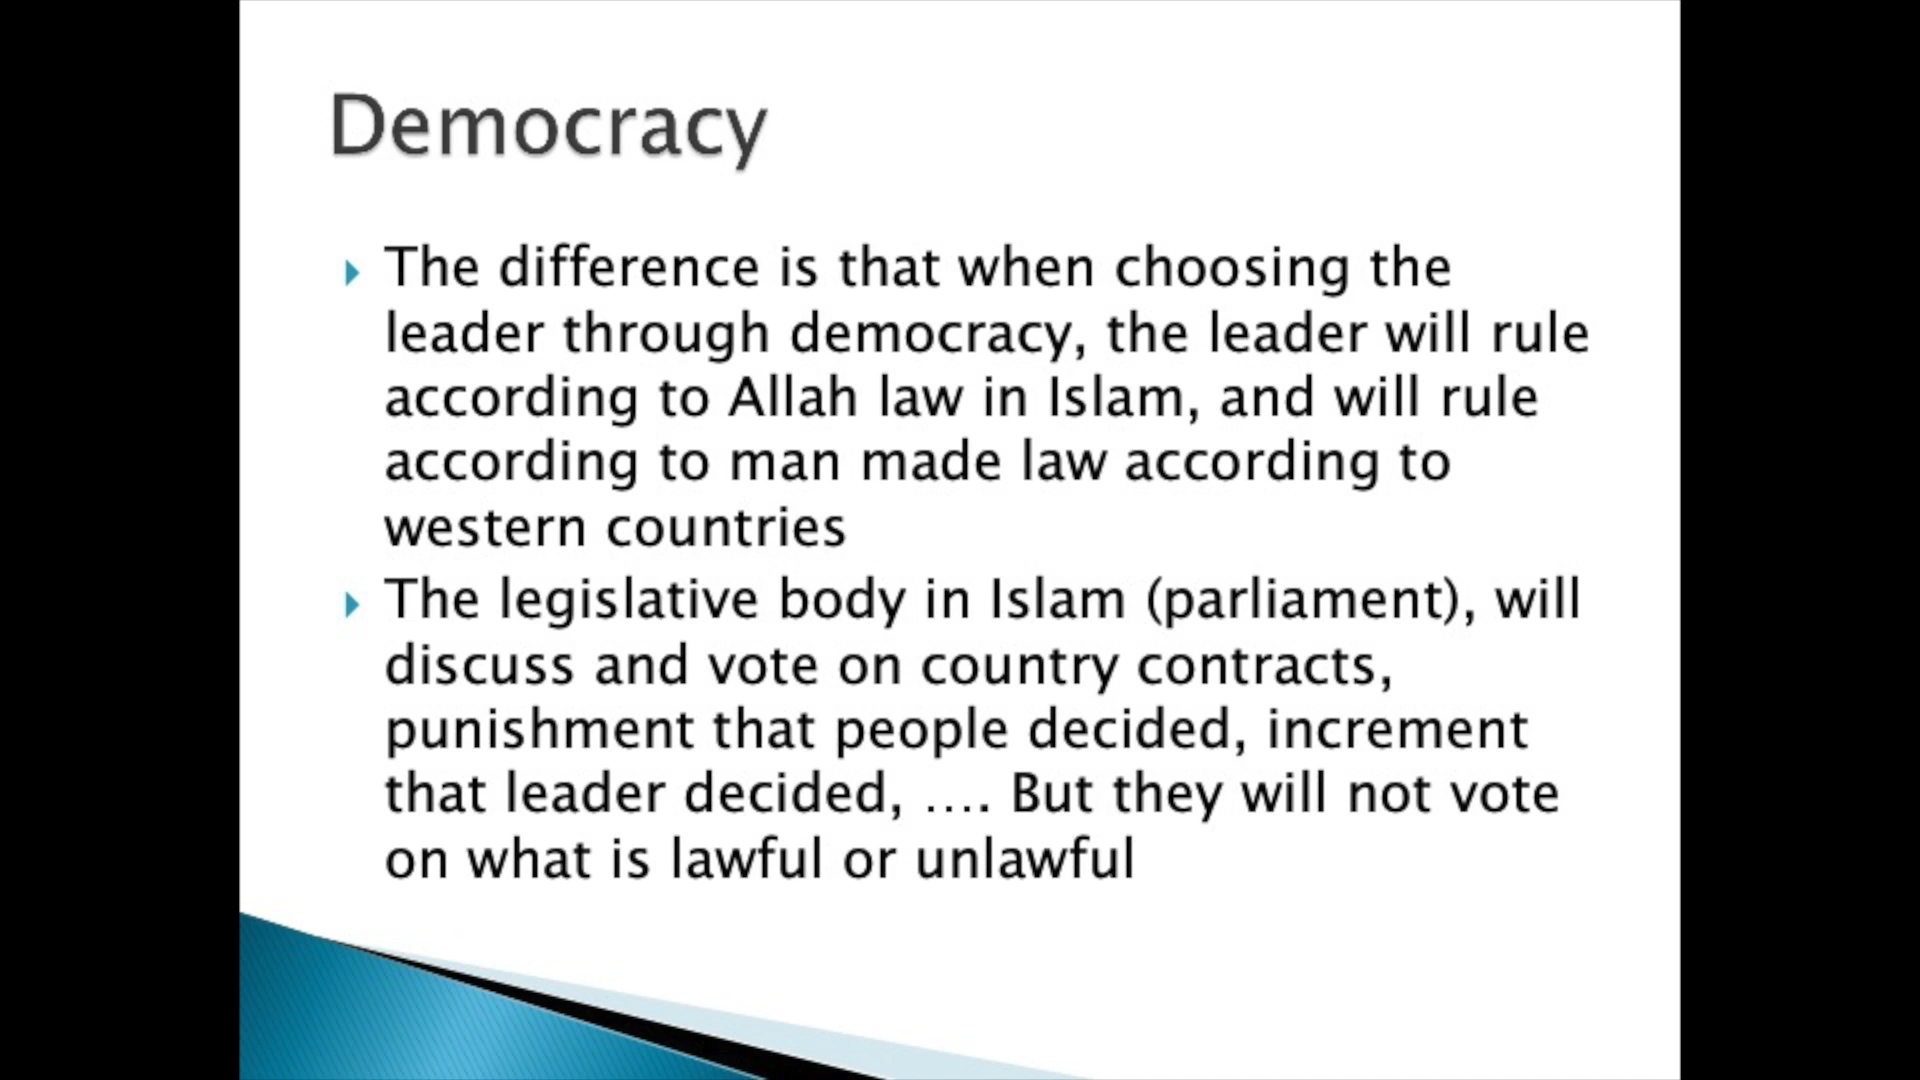 Democracy
The difference is that when choosing the
leader through democracy, the leader will rule
according to Allah law in Islam, and will rule
according to man made law according to
western countries
The legislative body in Islam (parliament), will
discuss and vote on country contracts,
punishment that people decided, increment
that leader decided, …. But they will not vote
on what is lawful or unlawful